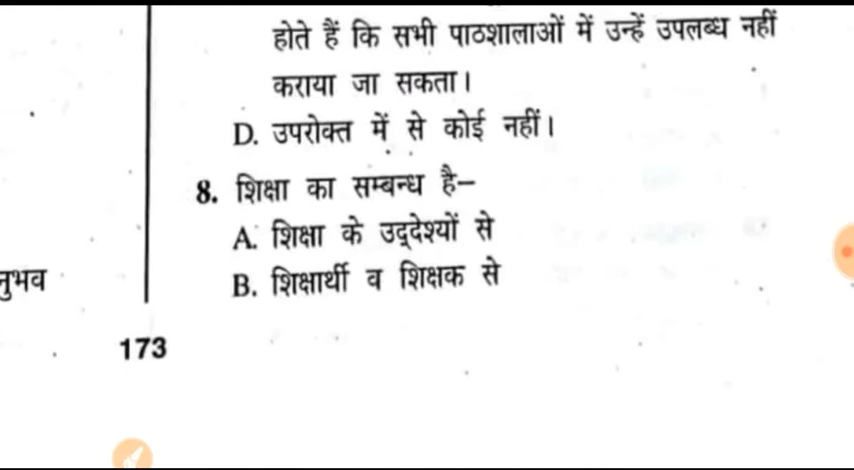 होते हैं कि सभी पाठशालाओं में उन्हें उपलब्ध नहीं
कराया जा सकता।
D. उपरोक्त में से कोई नहीं।
8. शिक्षा का सम्बन्ध है–
A. शिक्षा के उद्देश्यों से
B. शिक्षार्थी व शिक्षक से
नुभव
173